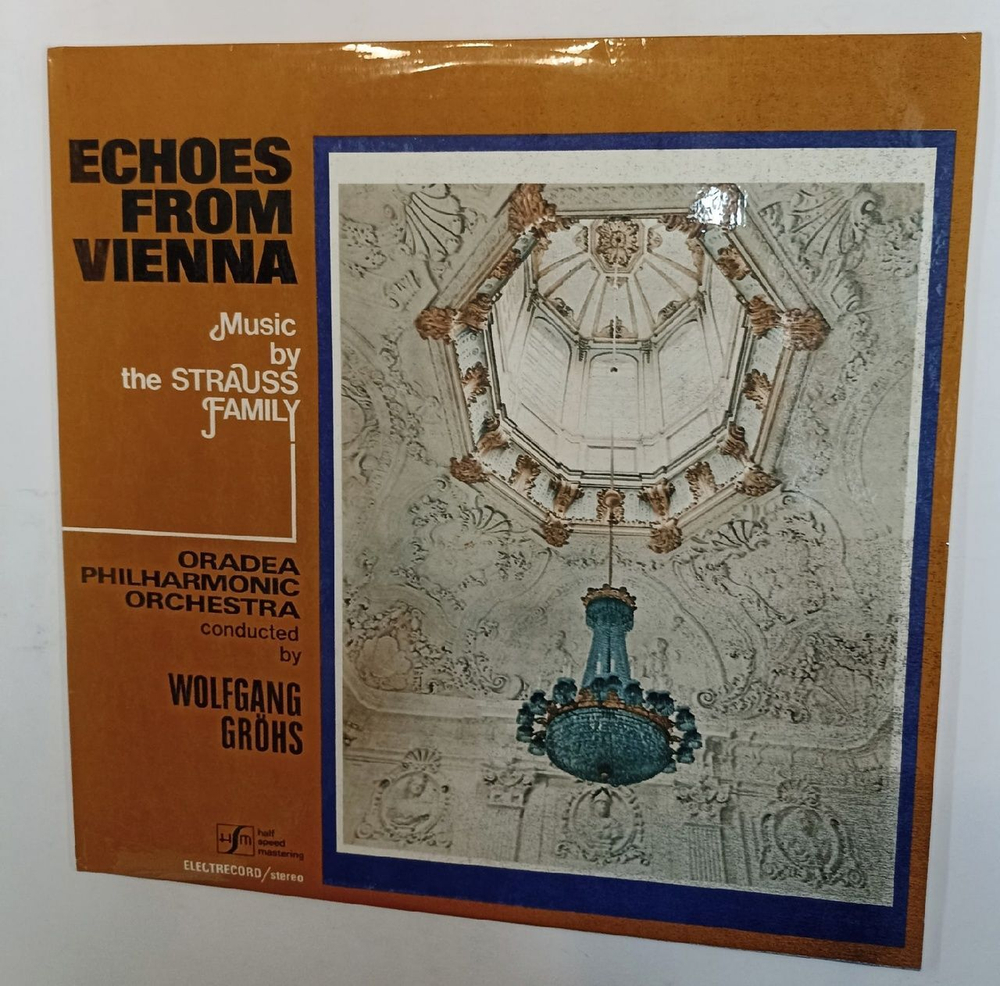 ECHOES
FROM
VIENNA
Music
by
the STRAUSS
FAMILY
ORADEA
PHILHARMONIC
ORCHESTRA
conducted
by
WOLFGANG
GRÖHS
HSM
half
speed
mastering
ELECTRECORD/stereo